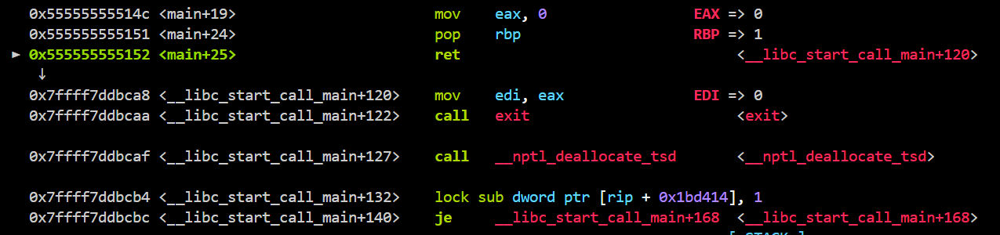 0x55555555514c <main+19> mov eax, 0 EAX => 0
0x555555555151 <main+24> pop rbp RBP => 1
► 0x555555555152 <main+25> ret <__libc_start_call_main+120>
↓
0x7ffff7ddbca8 <__libc_start_call_main+120> mov edi, eax EDI => 0
0x7ffff7ddbcaa <__libc_start_call_main+122> call exit <exit>
0x7ffff7ddbcaf <__libc_start_call_main+127> call __nptl_deallocate_tsd <__nptl_deallocate_tsd>
0x7ffff7ddbcb4 <__libc_start_call_main+132> lock sub dword ptr [rip + 0x1bd414], 1
0x7ffff7ddbcbc <__libc_start_call_main+140> je __libc_start_call_main+168 <__libc_start_call_main+168>
[ STACK ]